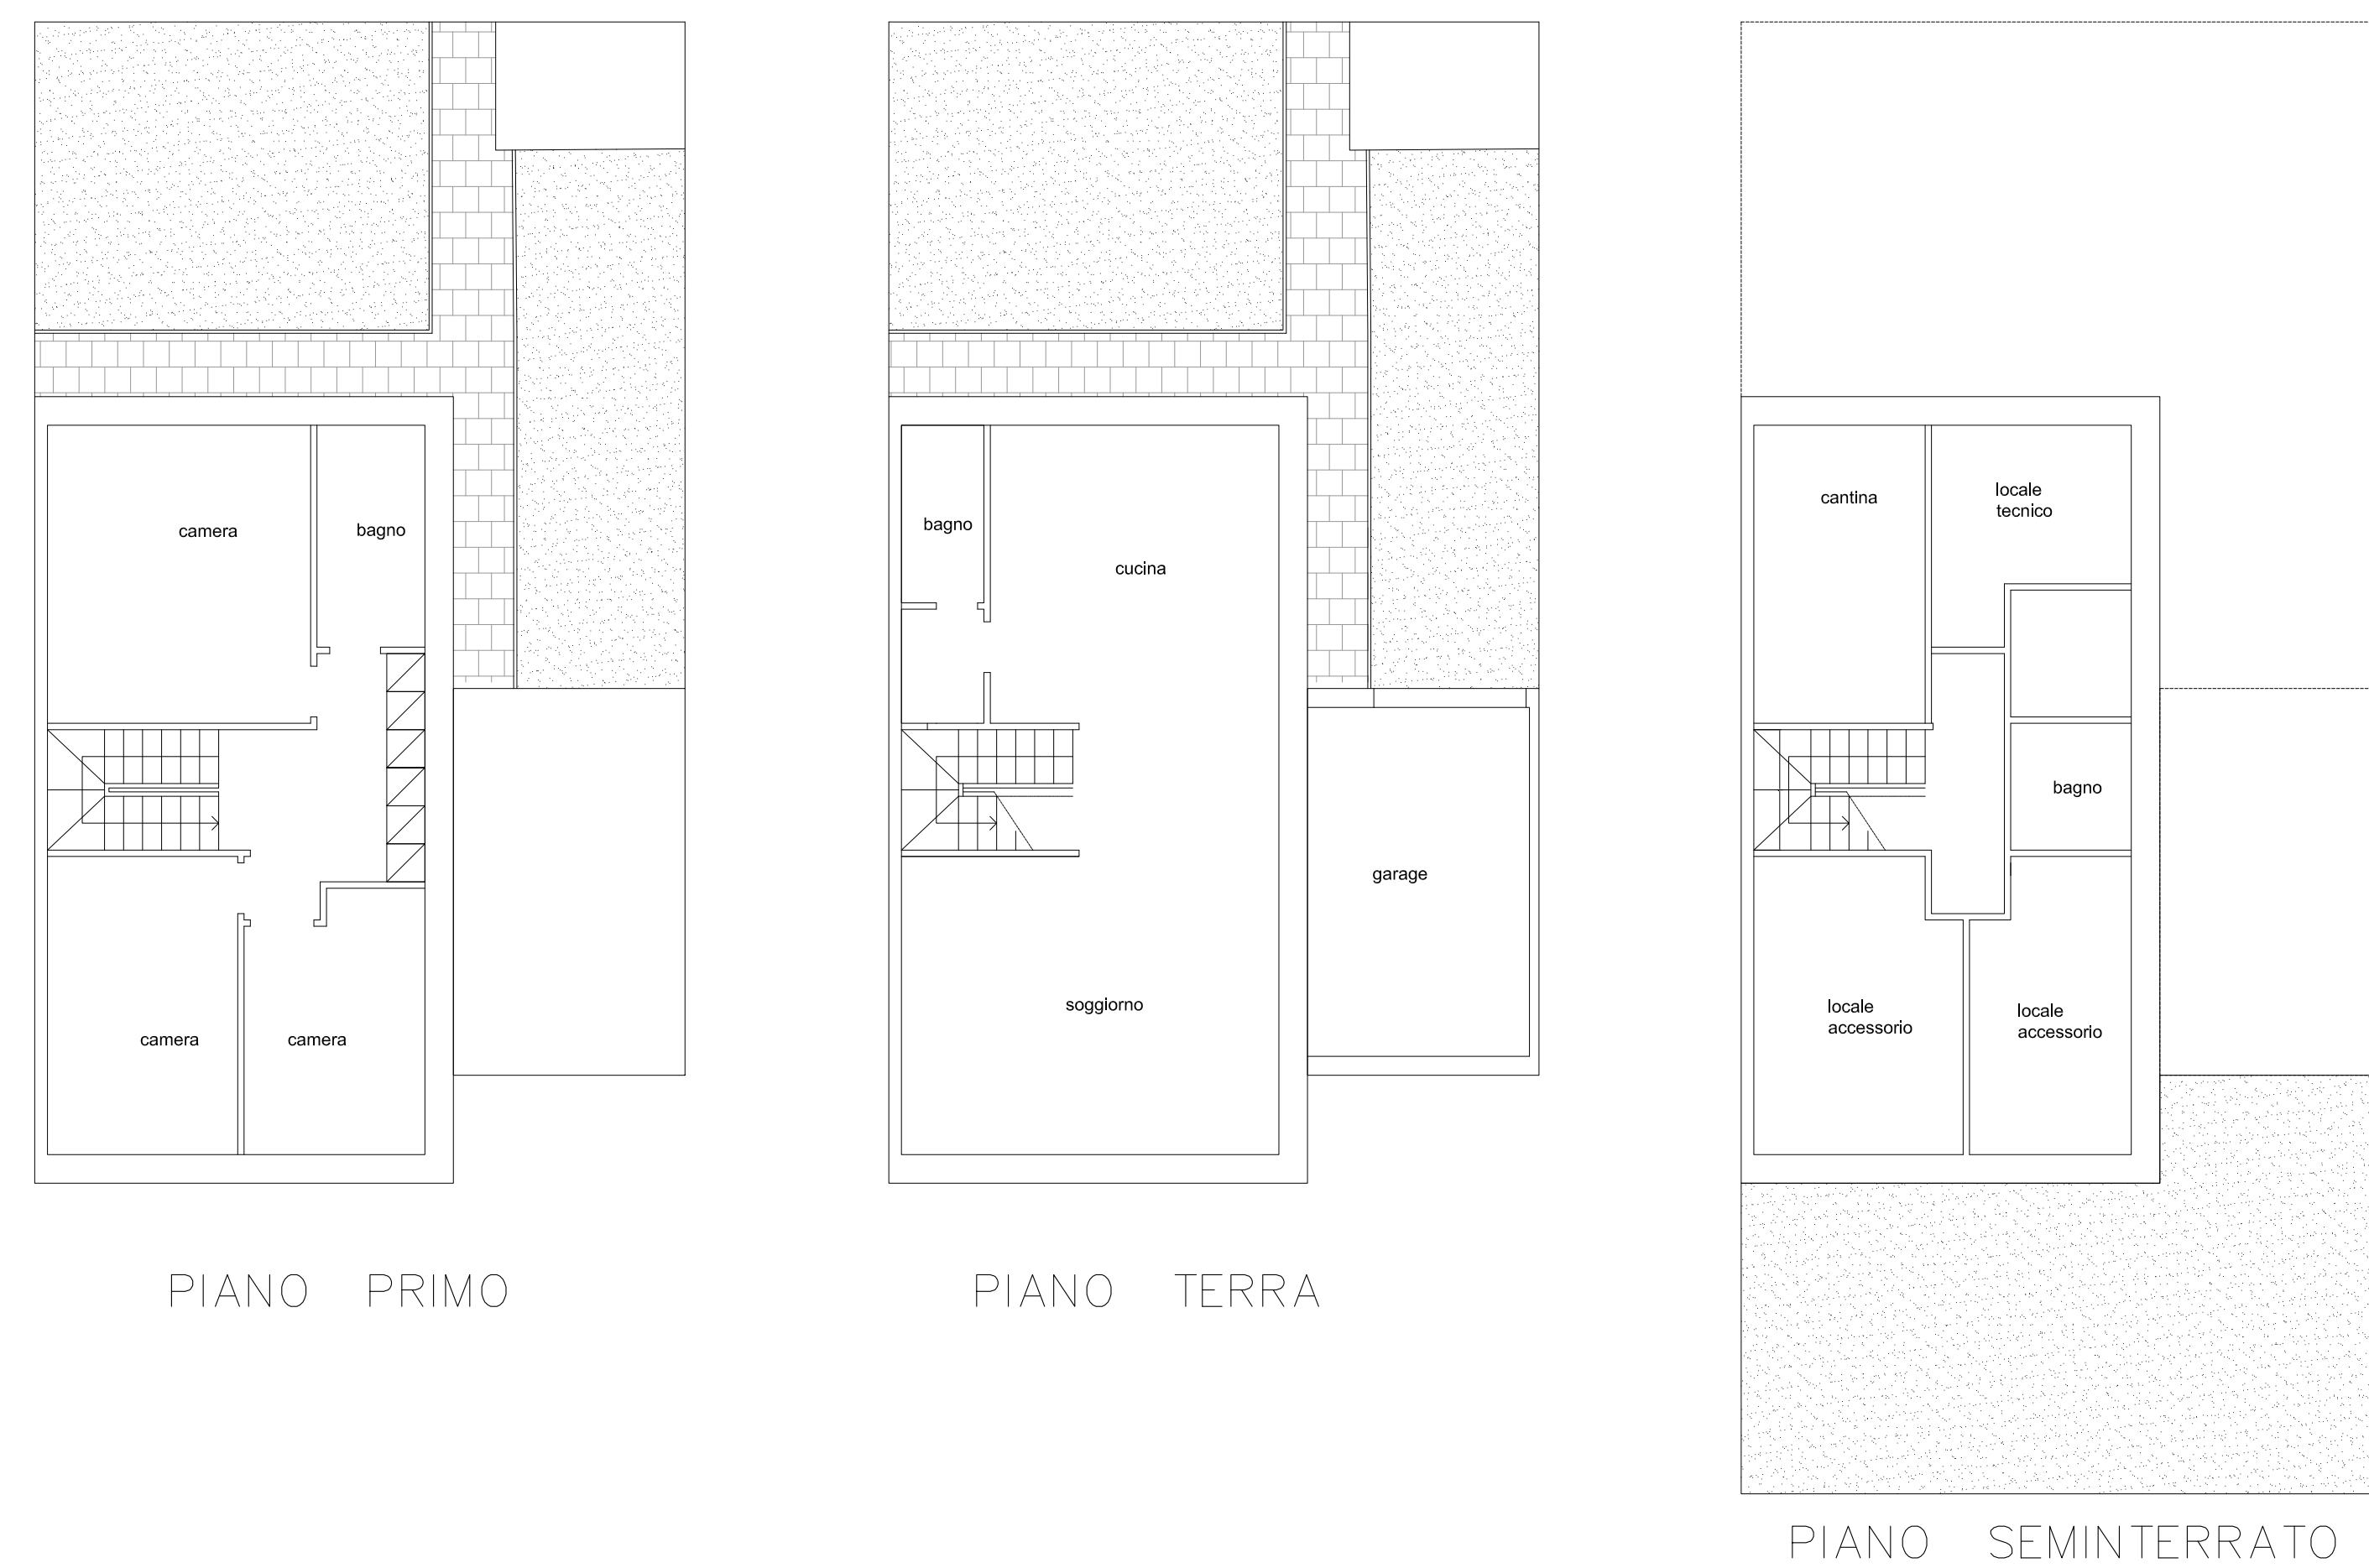 camera
bagno
camera
camera
PIANO PRIMO
bagno
cucina
garage
soggiorno
PIANO TERRA
cantina
locale
tecnico
bagno
locale
accessorio
locale
accessorio
PIANO SEMINTERRATO